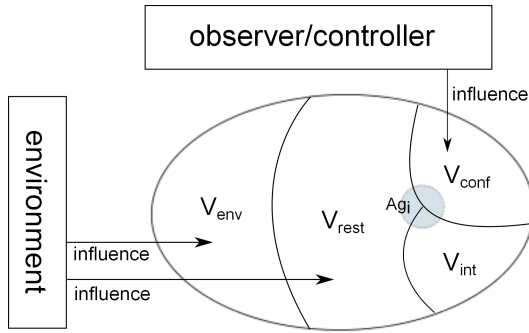 observer/controller
influence
environment
V_env
V_rest
Ag_i
V_conf
V_int
influence
influence